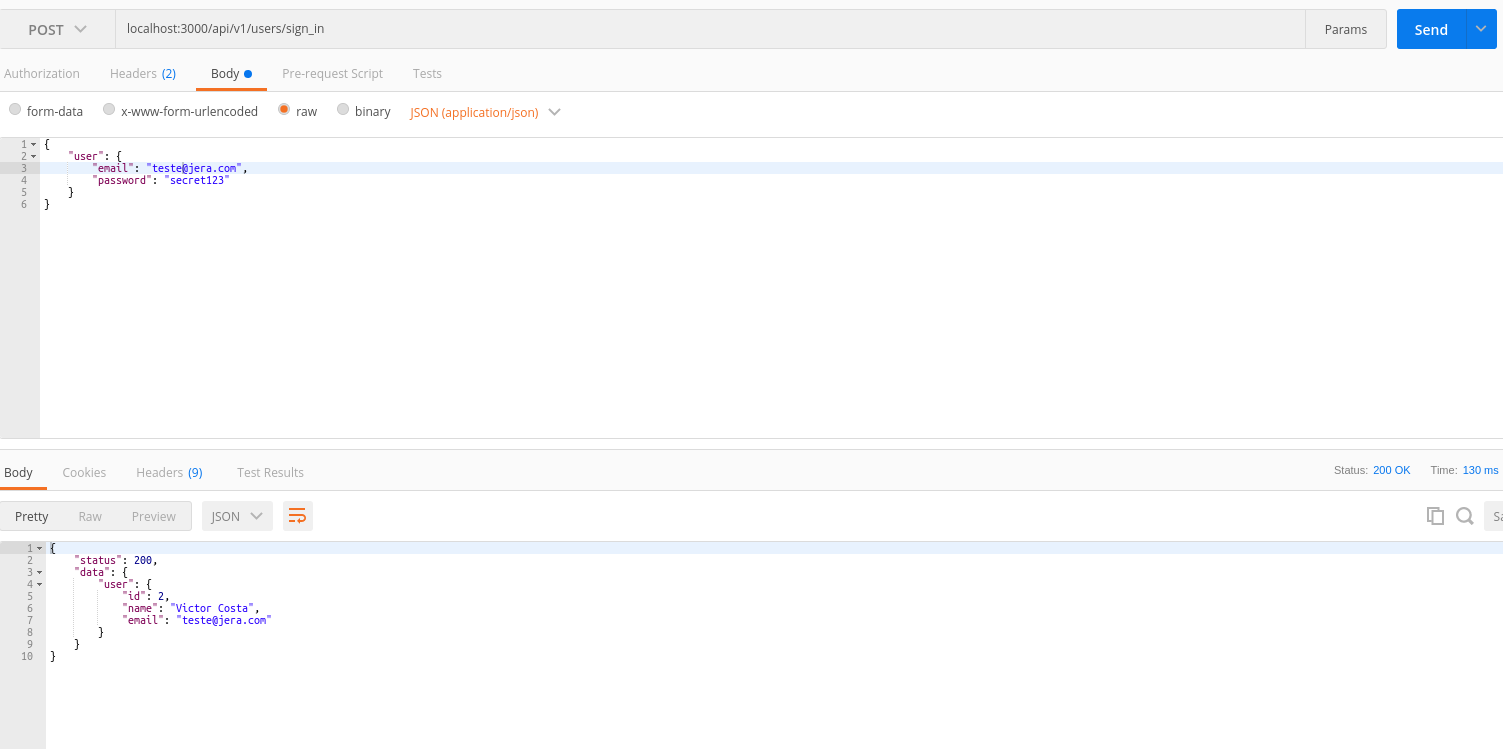 POST localhost:3000/api/v1/users/sign_in Params Send
Authorization Headers (2) Body Pre-request Script Tests
form-data x-www-form-urlencoded raw binary JSON (application/json)
1 {
2 "user": {
3 "email": "teste@jera.com",
4 "password": "secret123"
5 }
6 }
Body Cookies Headers (9) Test Results Status: 200 OK Time: 130 ms
Pretty Raw Preview JSON Sa
1 {
2 "status": 200,
3 "data": {
4 "user": {
5 "id": 2,
6 "name": "Victor Costa",
7 "email": "teste@jera.com"
8 }
9 }
10 }